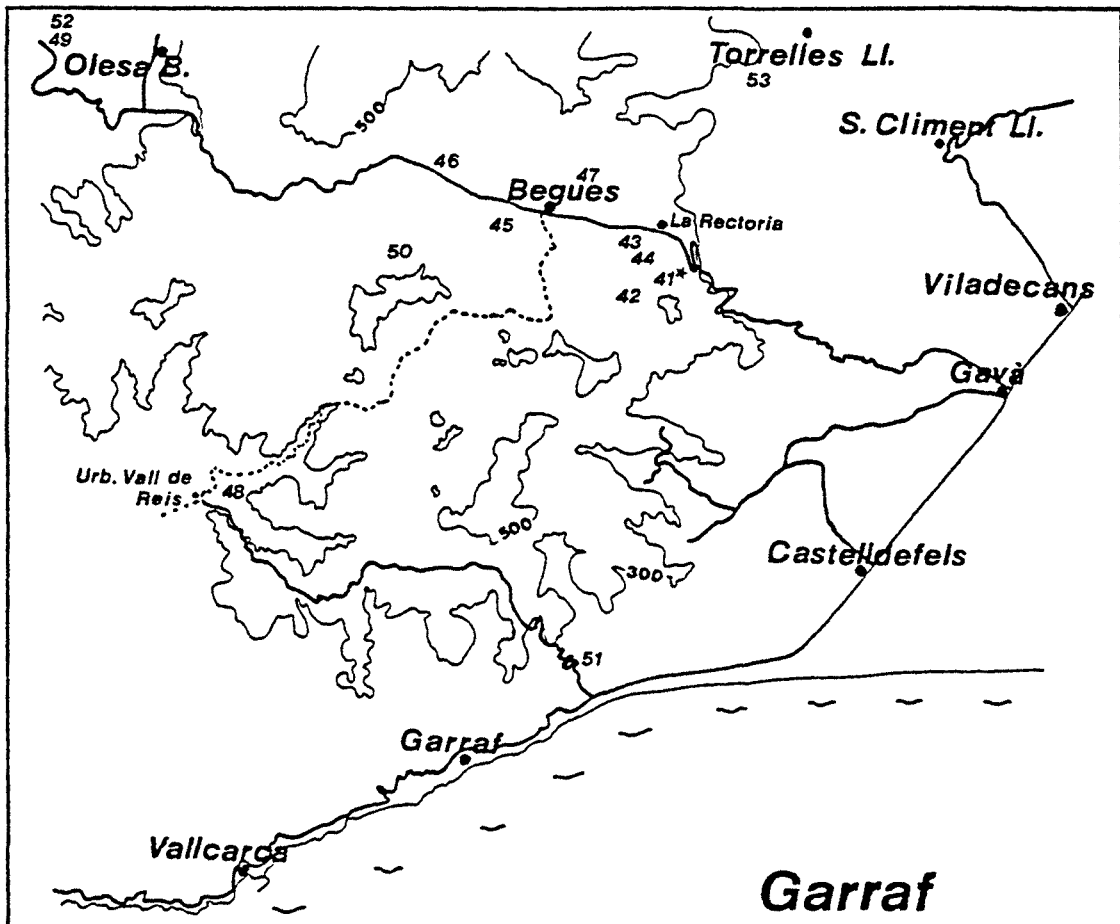 52
49
Olesa B.
Torrelles Ll.
53
500
S. Climent Ll.
46
47
Begues
45
La Rectoria
43
44
41*
42
50
Viladecans
Gavà
Urb. Vall de
Reis
48
500
300
Castelldefels
51
Garraf
Vallcarca
Garraf